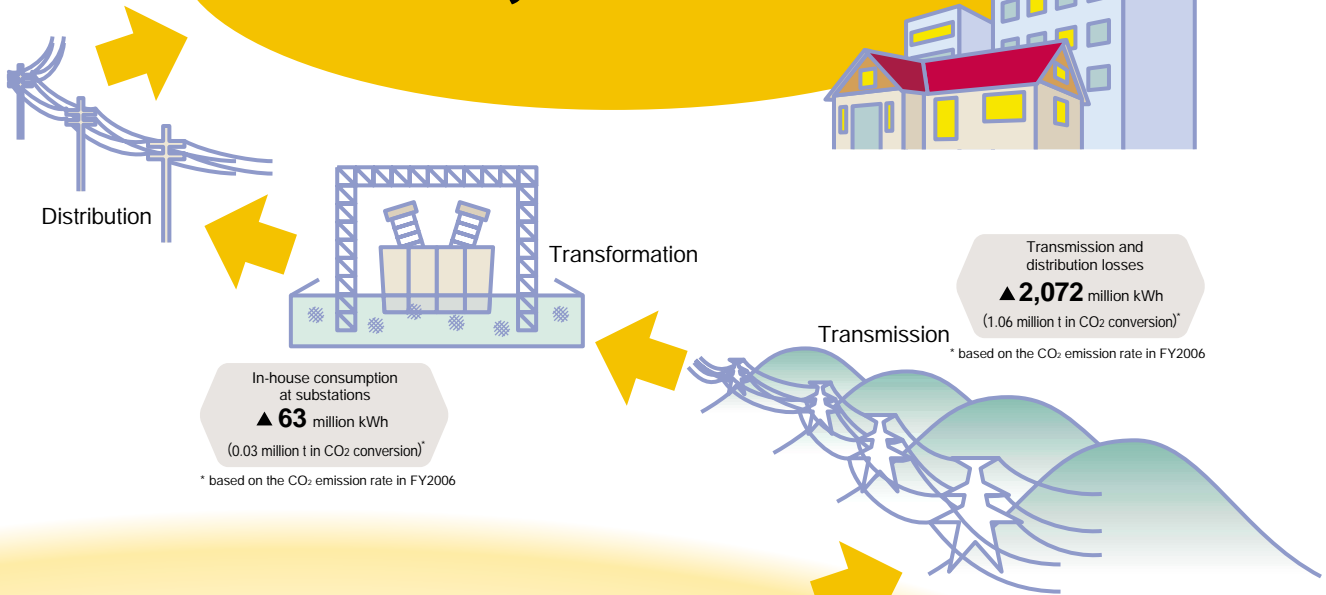 Distribution
Transformation
Transmission and
distribution losses
▲2,072 million kWh
(1.06 million t in CO₂ conversion)*
* based on the CO₂ emission rate in FY2006
Transmission
In-house consumption
at substations
▲ 63 million kWh
(0.03 million t in CO₂ conversion)*
* based on the CO₂ emission rate in FY2006